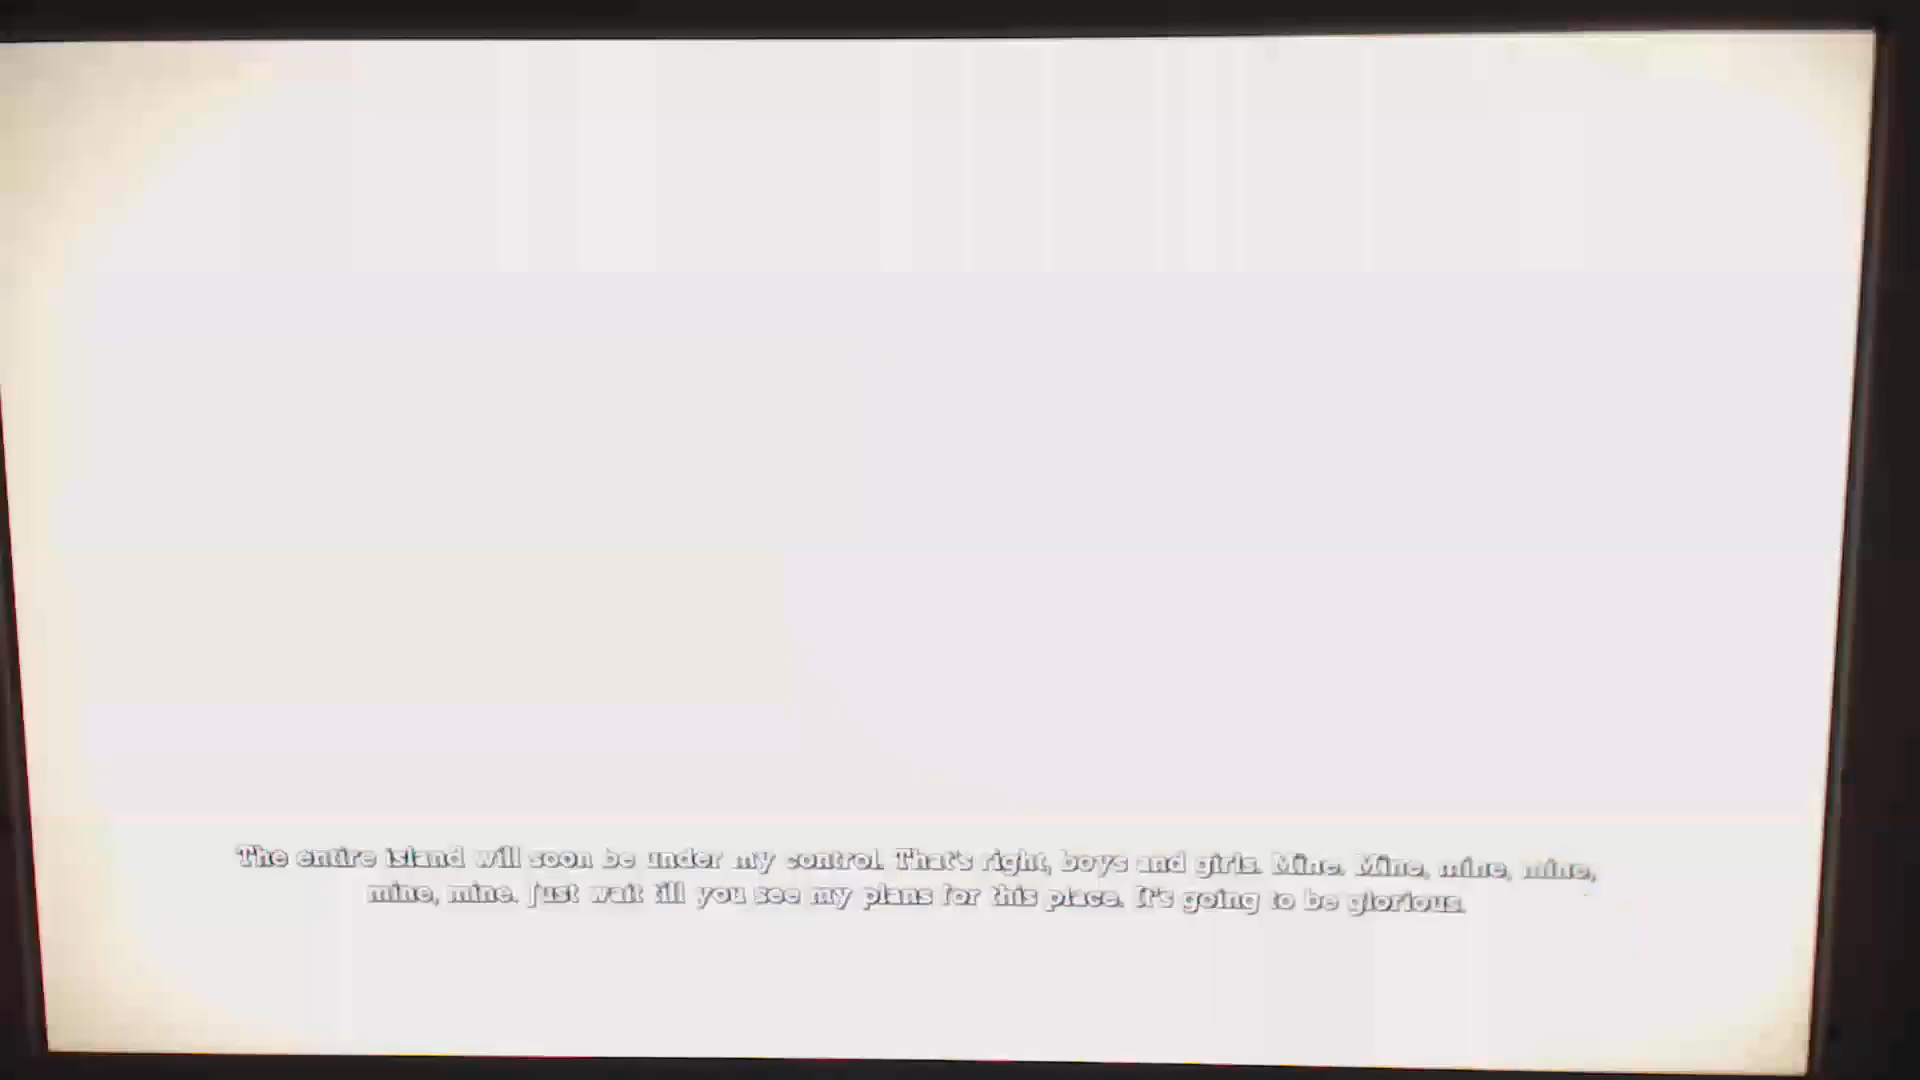 The entire island will soon be under my control. That's right, boys and girls. Mine. Mine, mine, mine,
mine, mine. Just wait till you see my plans for this place. It's going to be glorious.